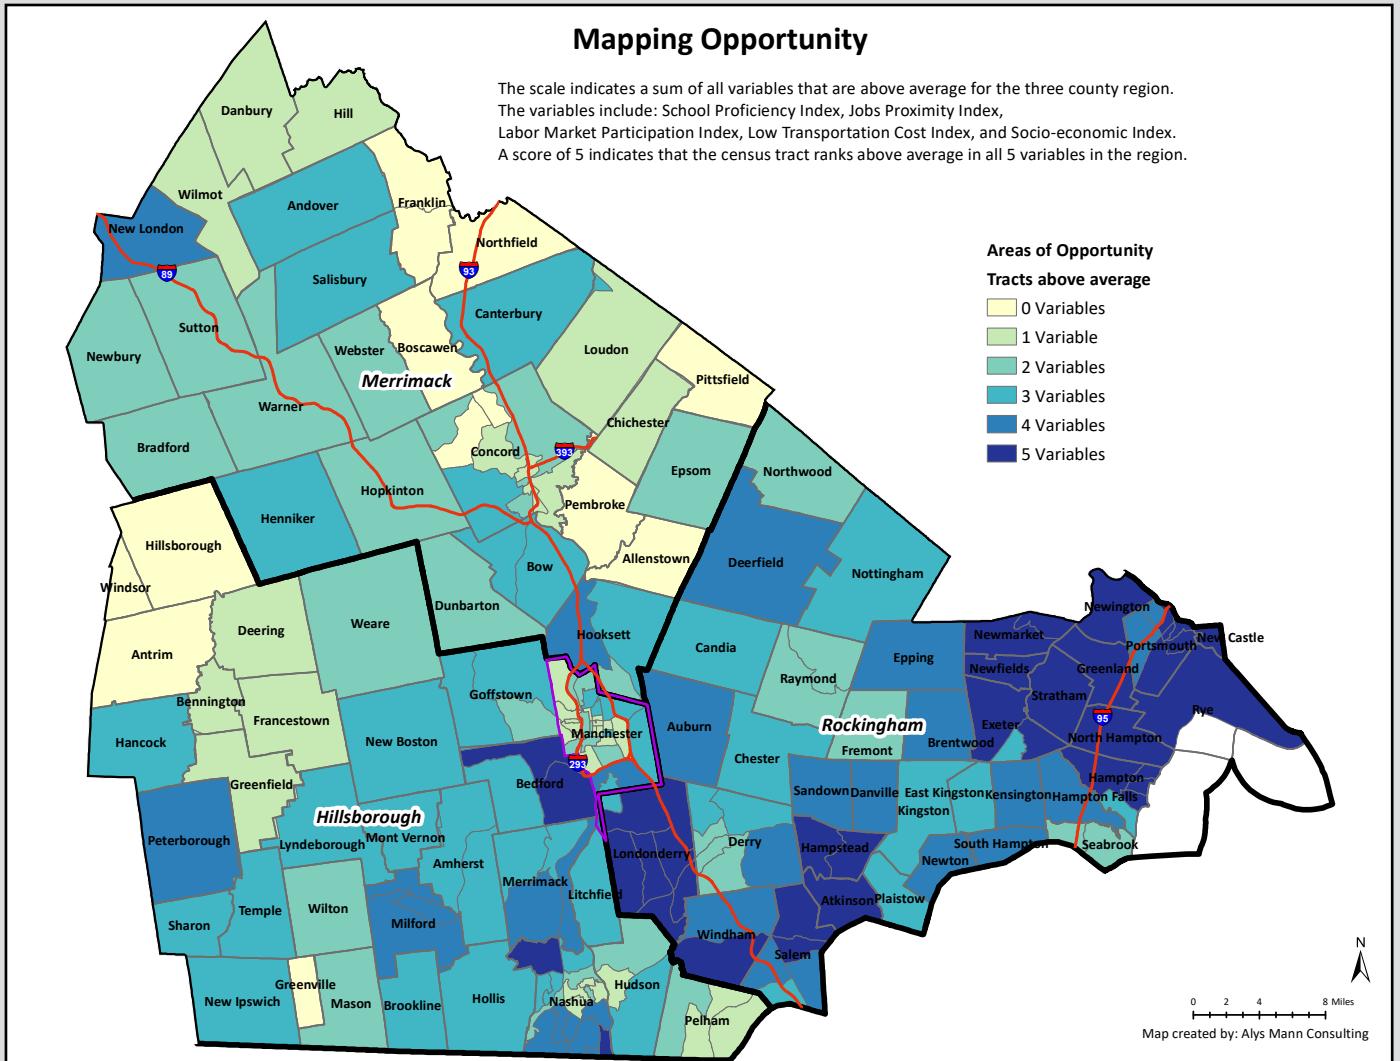 Mapping Opportunity
The scale indicates a sum of all variables that are above average for the three county region.
The variables include: School Proficiency Index, Jobs Proximity Index,
Labor Market Participation Index, Low Transportation Cost Index, and Socio-economic Index.
A score of 5 indicates that the census tract ranks above average in all 5 variables in the region.
Areas of Opportunity
Tracts above average
0 Variables
1 Variable
2 Variables
3 Variables
4 Variables
5 Variables
Danbury
Hill
Wilmot
Andover
Franklin
New London
Northfield
89
93
Salisbury
Canterbury
Sutton
Newbury
Webster
Boscawen
Loudon
Merrimack
Pittsfield
Warner
Chichester
Bradford
Concord
393
Epsom
Northwood
Hopkinton
Pembroke
Henniker
Hillsborough
Allenstown
Deerfield
Bow
Nottingham
Windsor
Dunbarton
Newington
Weare
Deering
Hooksett
Newmarket
New Castle
Portsmouth
Candia
Antrim
Epping
Newfields
Greenland
Raymond
Goffstown
Stratham
Bennington
Francestown
Rye
95
Auburn
Rockingham
Exeter
Manchester
North Hampton
Hancock
New Boston
Brentwood
Fremont
Chester
293
Hampton
Greenfield
Bedford
Sandown
Danville
East Kingston
Kensington
Hampton Falls
Kingston
Hillsborough
Peterborough
Lyndeborough
Mont Vernon
Derry
Hampstead
South Hampton
Seabrook
Londonderry
Amherst
Newton
Merrimack
Litchfield
Atkinson
Plaistow
Wilton
Temple
Sharon
Milford
Windham
Salem
Greenville
Hudson
New Ipswich
Mason
Brookline
Hollis
Nashua
Pelham
N
0 2 4 8 Miles
Map created by: Alys Mann Consulting